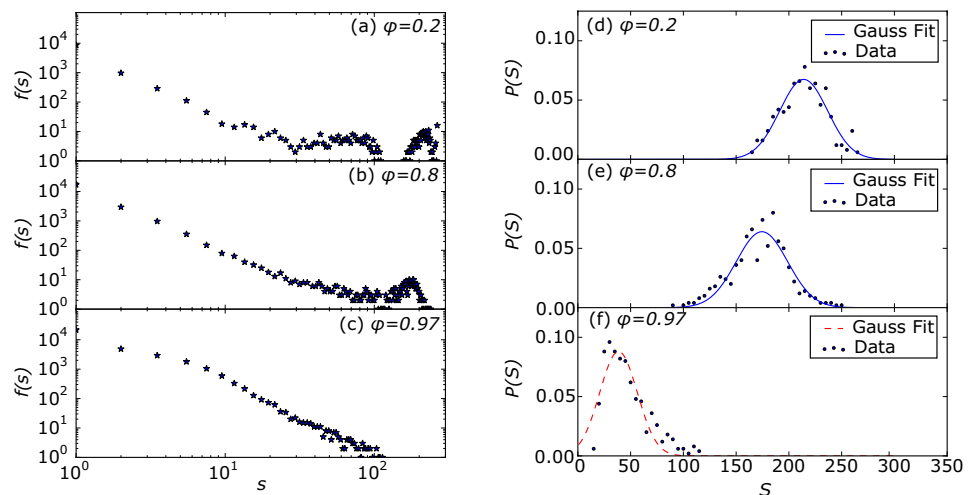 (a) φ=0.2
f(s)
10⁴
10³
10²
10¹
10⁰
(b) φ=0.8
f(s)
10⁴
10³
10²
10¹
10⁰
(c) φ=0.97
f(s)
10⁴
10³
10²
10¹
10⁰
10⁰ 10¹ 10²
s
(d) φ=0.2
Gauss Fit
Data
P(S)
0.10
0.05
0.00
(e) φ=0.8
Gauss Fit
Data
P(S)
0.10
0.05
0.00
(f) φ=0.97
Gauss Fit
Data
P(S)
0.10
0.05
0.00
0 50 100 150 200 250 300 350
S